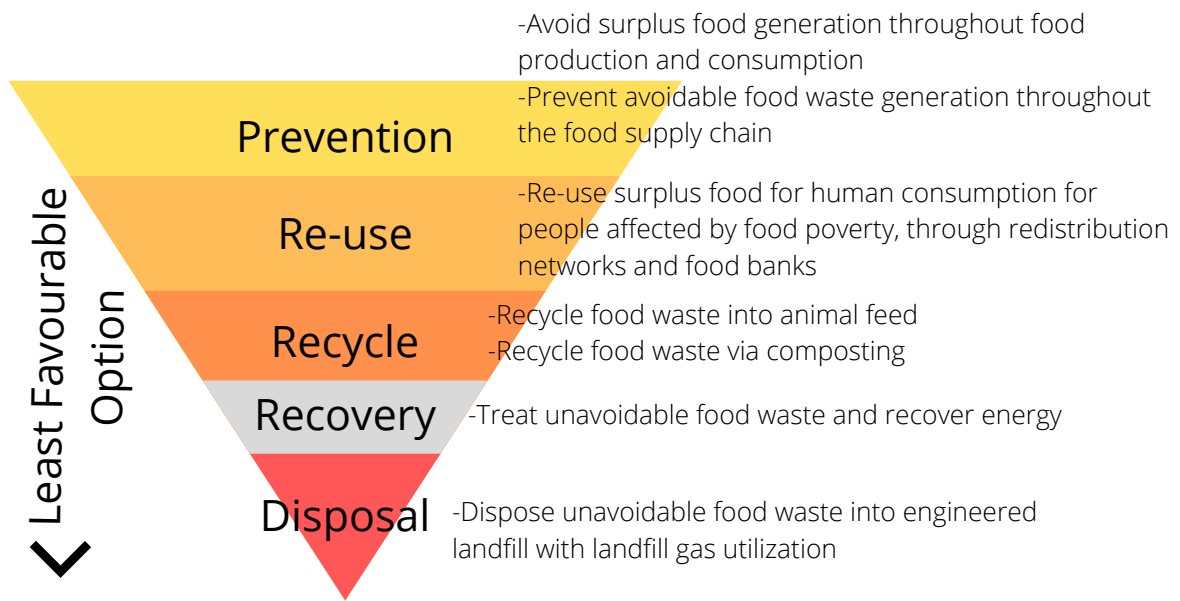 -Avoid surplus food generation throughout food
production and consumption
-Prevent avoidable food waste generation throughout
the food supply chain
Prevention
-Re-use surplus food for human consumption for
people affected by food poverty, through redistribution
networks and food banks
Re-use
-Recycle food waste into animal feed
-Recycle food waste via composting
Recycle
Recovery
-Treat unavoidable food waste and recover energy
Disposal
-Dispose unavoidable food waste into engineered
landfill with landfill gas utilization
Least Favourable
Option